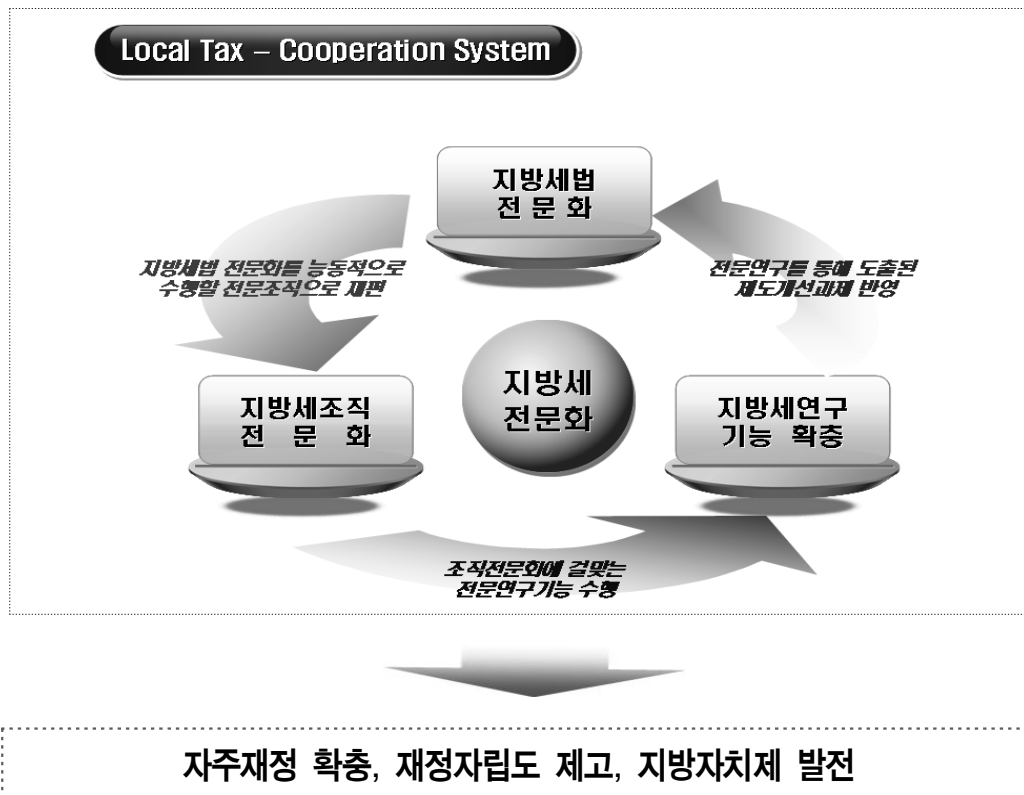 Local Tax – Cooperation System
지방세법
전 문 화
지방세법 전문화를 능동적으로
수행할 전문조직으로 재편
전문연구를 통해 도출된
제도개선과제 반영
지방세
전문화
지방세조직
전 문 화
지방세연구
기능 확충
조직전문화에 걸맞는
전문연구기능 수행
자주재정 확충, 재정자립도 제고, 지방자치제 발전